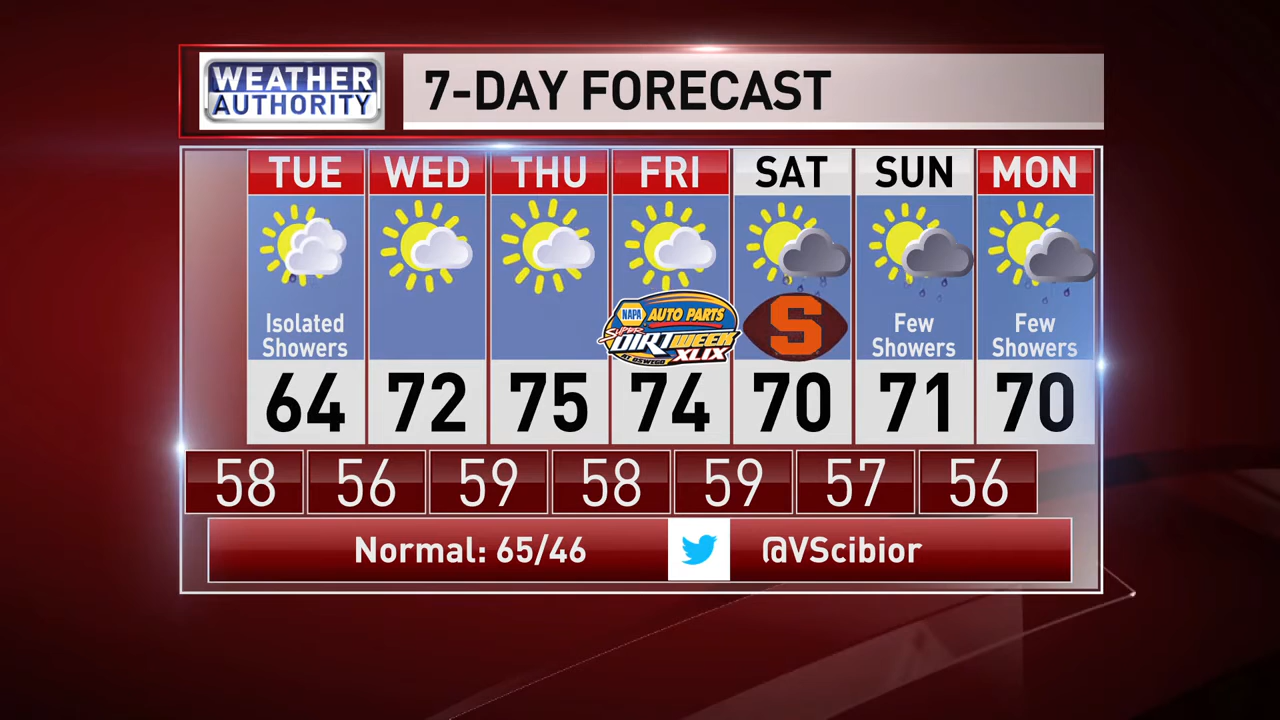 WEATHER
AUTHORITY
7-DAY FORECAST
TUE WED THU FRI SAT SUN MON
Isolated
Showers
NAPA AUTO PARTS
SUPER
DIRT WEEK
AT OSWEGO XLIX
S
Few
Showers
Few
Showers
64 72 75 74 70 71 70
58 56 59 58 59 57 56
Normal: 65/46 @VScibior